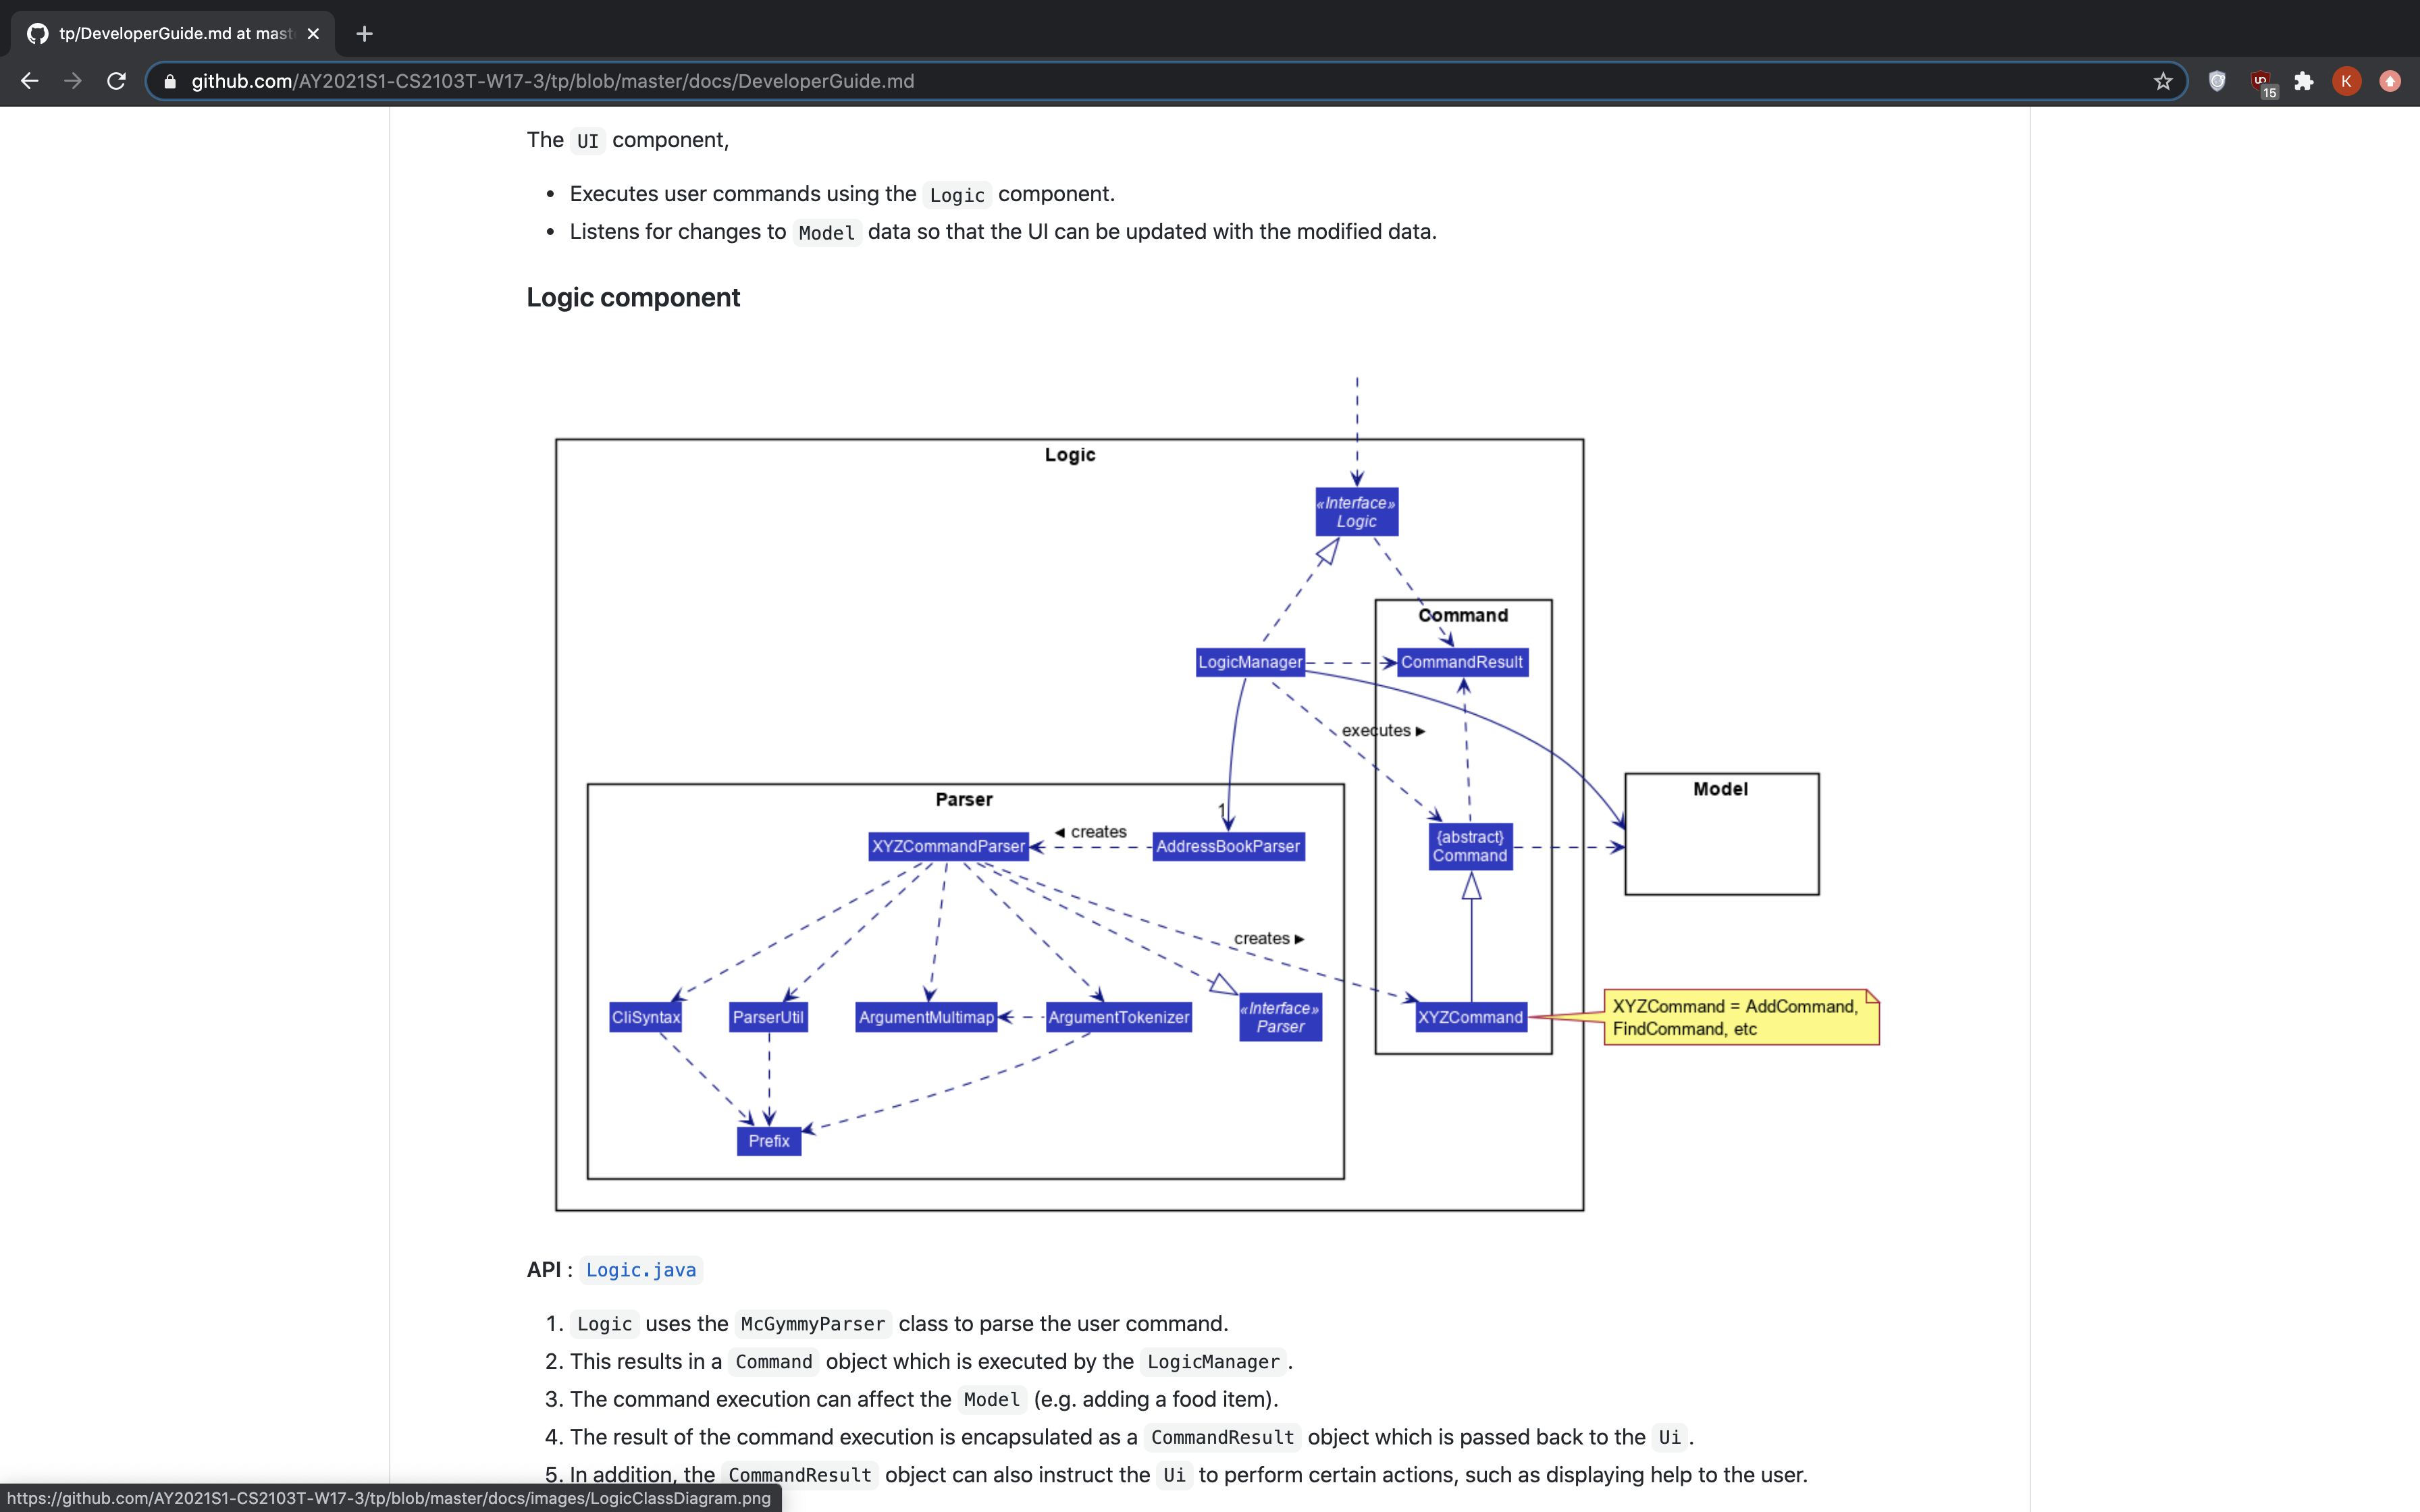 tp/DeveloperGuide.md at mast
github.com/AY2021S1-CS2103T-W17-3/tp/blob/master/docs/DeveloperGuide.md
15
K
The UI component,
• Executes user commands using the Logic component.
• Listens for changes to Model data so that the UI can be updated with the modified data.
Logic component
Logic
«Interface»
Logic
Command
LogicManager
CommandResult
executes ►
Model
Parser
1
◄ creates
XYZCommandParser
AddressBookParser
{abstract}
Command
creates ►
CliSyntax
ParserUtil
ArgumentMultimap
ArgumentTokenizer
«Interface»
Parser
XYZCommand
XYZCommand = AddCommand,
FindCommand, etc
Prefix
API : Logic.java
1. Logic uses the McGymmyParser class to parse the user command.
2. This results in a Command object which is executed by the LogicManager.
3. The command execution can affect the Model (e.g. adding a food item).
4. The result of the command execution is encapsulated as a CommandResult object which is passed back to the Ui.
5. In addition, the CommandResult object can also instruct the Ui to perform certain actions, such as displaying help to the user.
https://github.com/AY2021S1-CS2103T-W17-3/tp/blob/master/docs/images/LogicClassDiagram.png